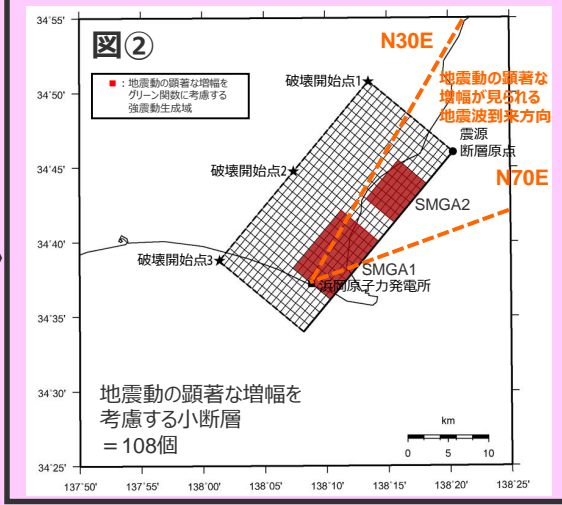 34˚55'
図②
N30E
■：地震動の顕著な増幅を
グリーン関数に考慮する
強震動生成域
破壊開始点1
地震動の顕著な
増幅が見られる
地震波到来方向
34˚50'
震源
断層原点
34˚45'
破壊開始点2
N70E
SMGA2
34˚40'
破壊開始点3
SMGA1
浜岡原子力発電所
34˚35'
34˚30'
地震動の顕著な増幅を
考慮する小断層
＝108個
km
0 5 10
34˚25'
137˚50' 137˚55' 138˚00' 138˚05' 138˚10' 138˚15' 138˚20' 138˚25'